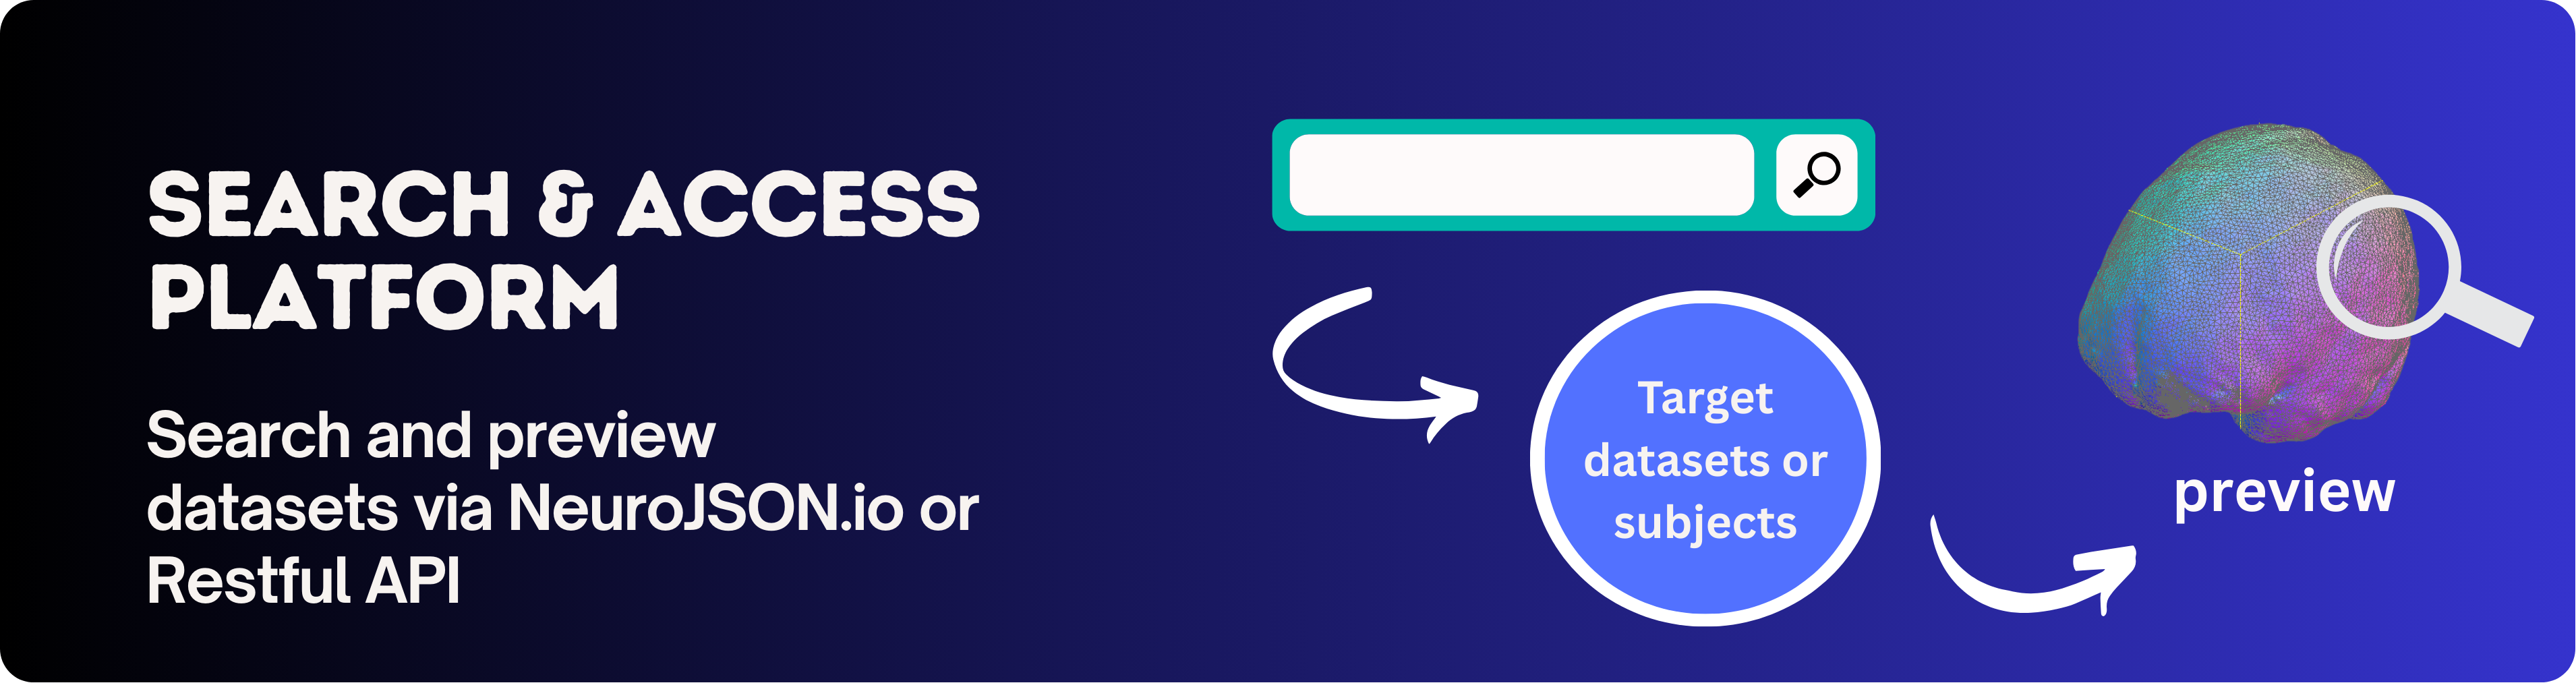 SEARCH & ACCESS
PLATFORM
Search and preview
datasets via NeuroJSON.io or
Restful API
Target
datasets or
subjects
preview